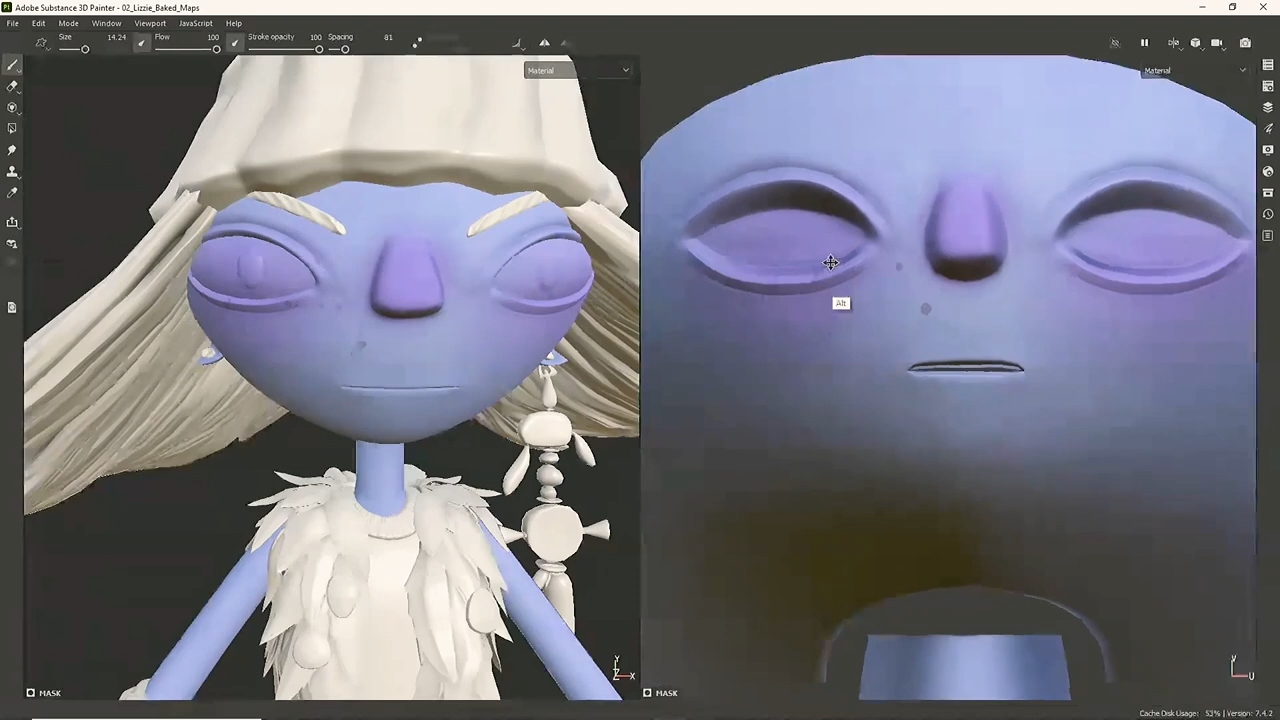 Pt Adobe Substance 3D Painter - 02_Lizzie_Baked_Maps
File Edit Mode Window Viewport JavaScript Help
Size 14.24 Flow 100 Stroke opacity 100 Spacing 81
Material
Material
Alt
Y
Z X
V
U
MASK
MASK
Cache Disk Usage: 53% | Version: 7.4.2